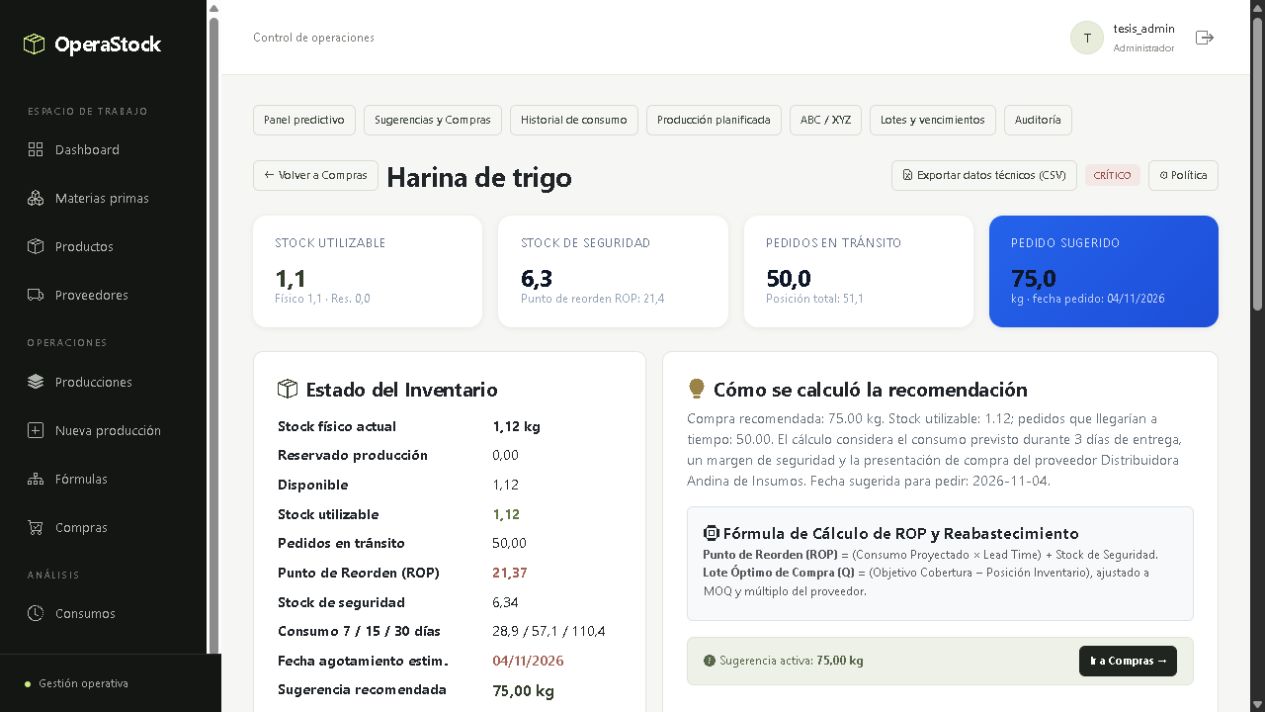 OperaStock
ESPACIO DE TRABAJO
Dashboard
Materias primas
Productos
Proveedores
OPERACIONES
Producciones
Nueva producción
Fórmulas
Compras
ANÁLISIS
Consumos
Gestión operativa
Control de operaciones
T
tesis_admin
Administrador
Panel predictivo
Sugerencias y Compras
Historial de consumo
Producción planificada
ABC / XYZ
Lotes y vencimientos
Auditoría
← Volver a Compras
Harina de trigo
Exportar datos técnicos (CSV)
CRÍTICO
Política
STOCK UTILIZABLE
1,1
Físico 1,1 · Res. 0,0
STOCK DE SEGURIDAD
6,3
Punto de reorden ROP: 21,4
PEDIDOS EN TRÁNSITO
50,0
Posición total: 51,1
PEDIDO SUGERIDO
75,0
kg · fecha pedido: 04/11/2026
Estado del Inventario
Stock físico actual 1,12 kg
Reservado producción 0,00
Disponible 1,12
Stock utilizable 1,12
Pedidos en tránsito 50,00
Punto de Reorden (ROP) 21,37
Stock de seguridad 6,34
Consumo 7 / 15 / 30 días 28,9 / 57,1 / 110,4
Fecha agotamiento estim. 04/11/2026
Sugerencia recomendada 75,00 kg
Cómo se calculó la recomendación
Compra recomendada: 75.00 kg. Stock utilizable: 1.12; pedidos que llegarían a
tiempo: 50.00. El cálculo considera el consumo previsto durante 3 días de entrega,
un margen de seguridad y la presentación de compra del proveedor Distribuidora
Andina de Insumos. Fecha sugerida para pedir: 2026-11-04.
Fórmula de Cálculo de ROP y Reabastecimiento
Punto de Reorden (ROP) = (Consumo Proyectado × Lead Time) + Stock de Seguridad.
Lote Óptimo de Compra (Q) = (Objetivo Cobertura − Posición Inventario), ajustado a
MOQ y múltiplo del proveedor.
Sugerencia activa: 75,00 kg
Ir a Compras →